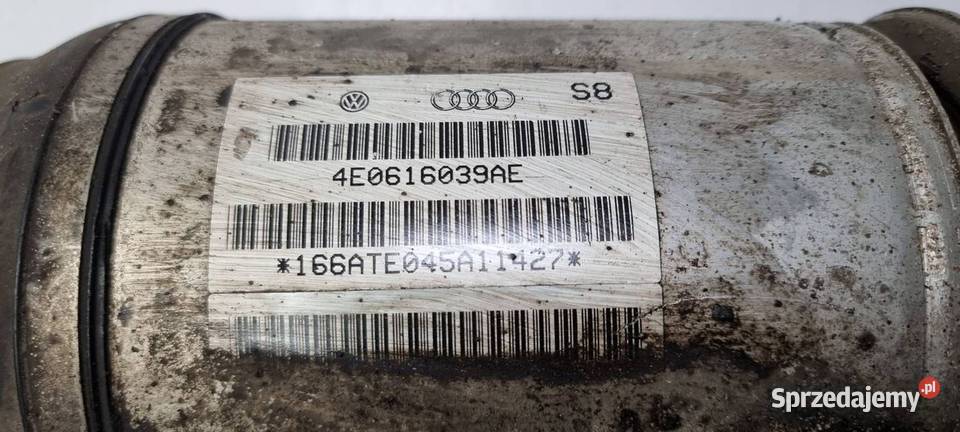 S8
4E0616039AE
*166ATE045A11427*
Sprzedajemy.pl